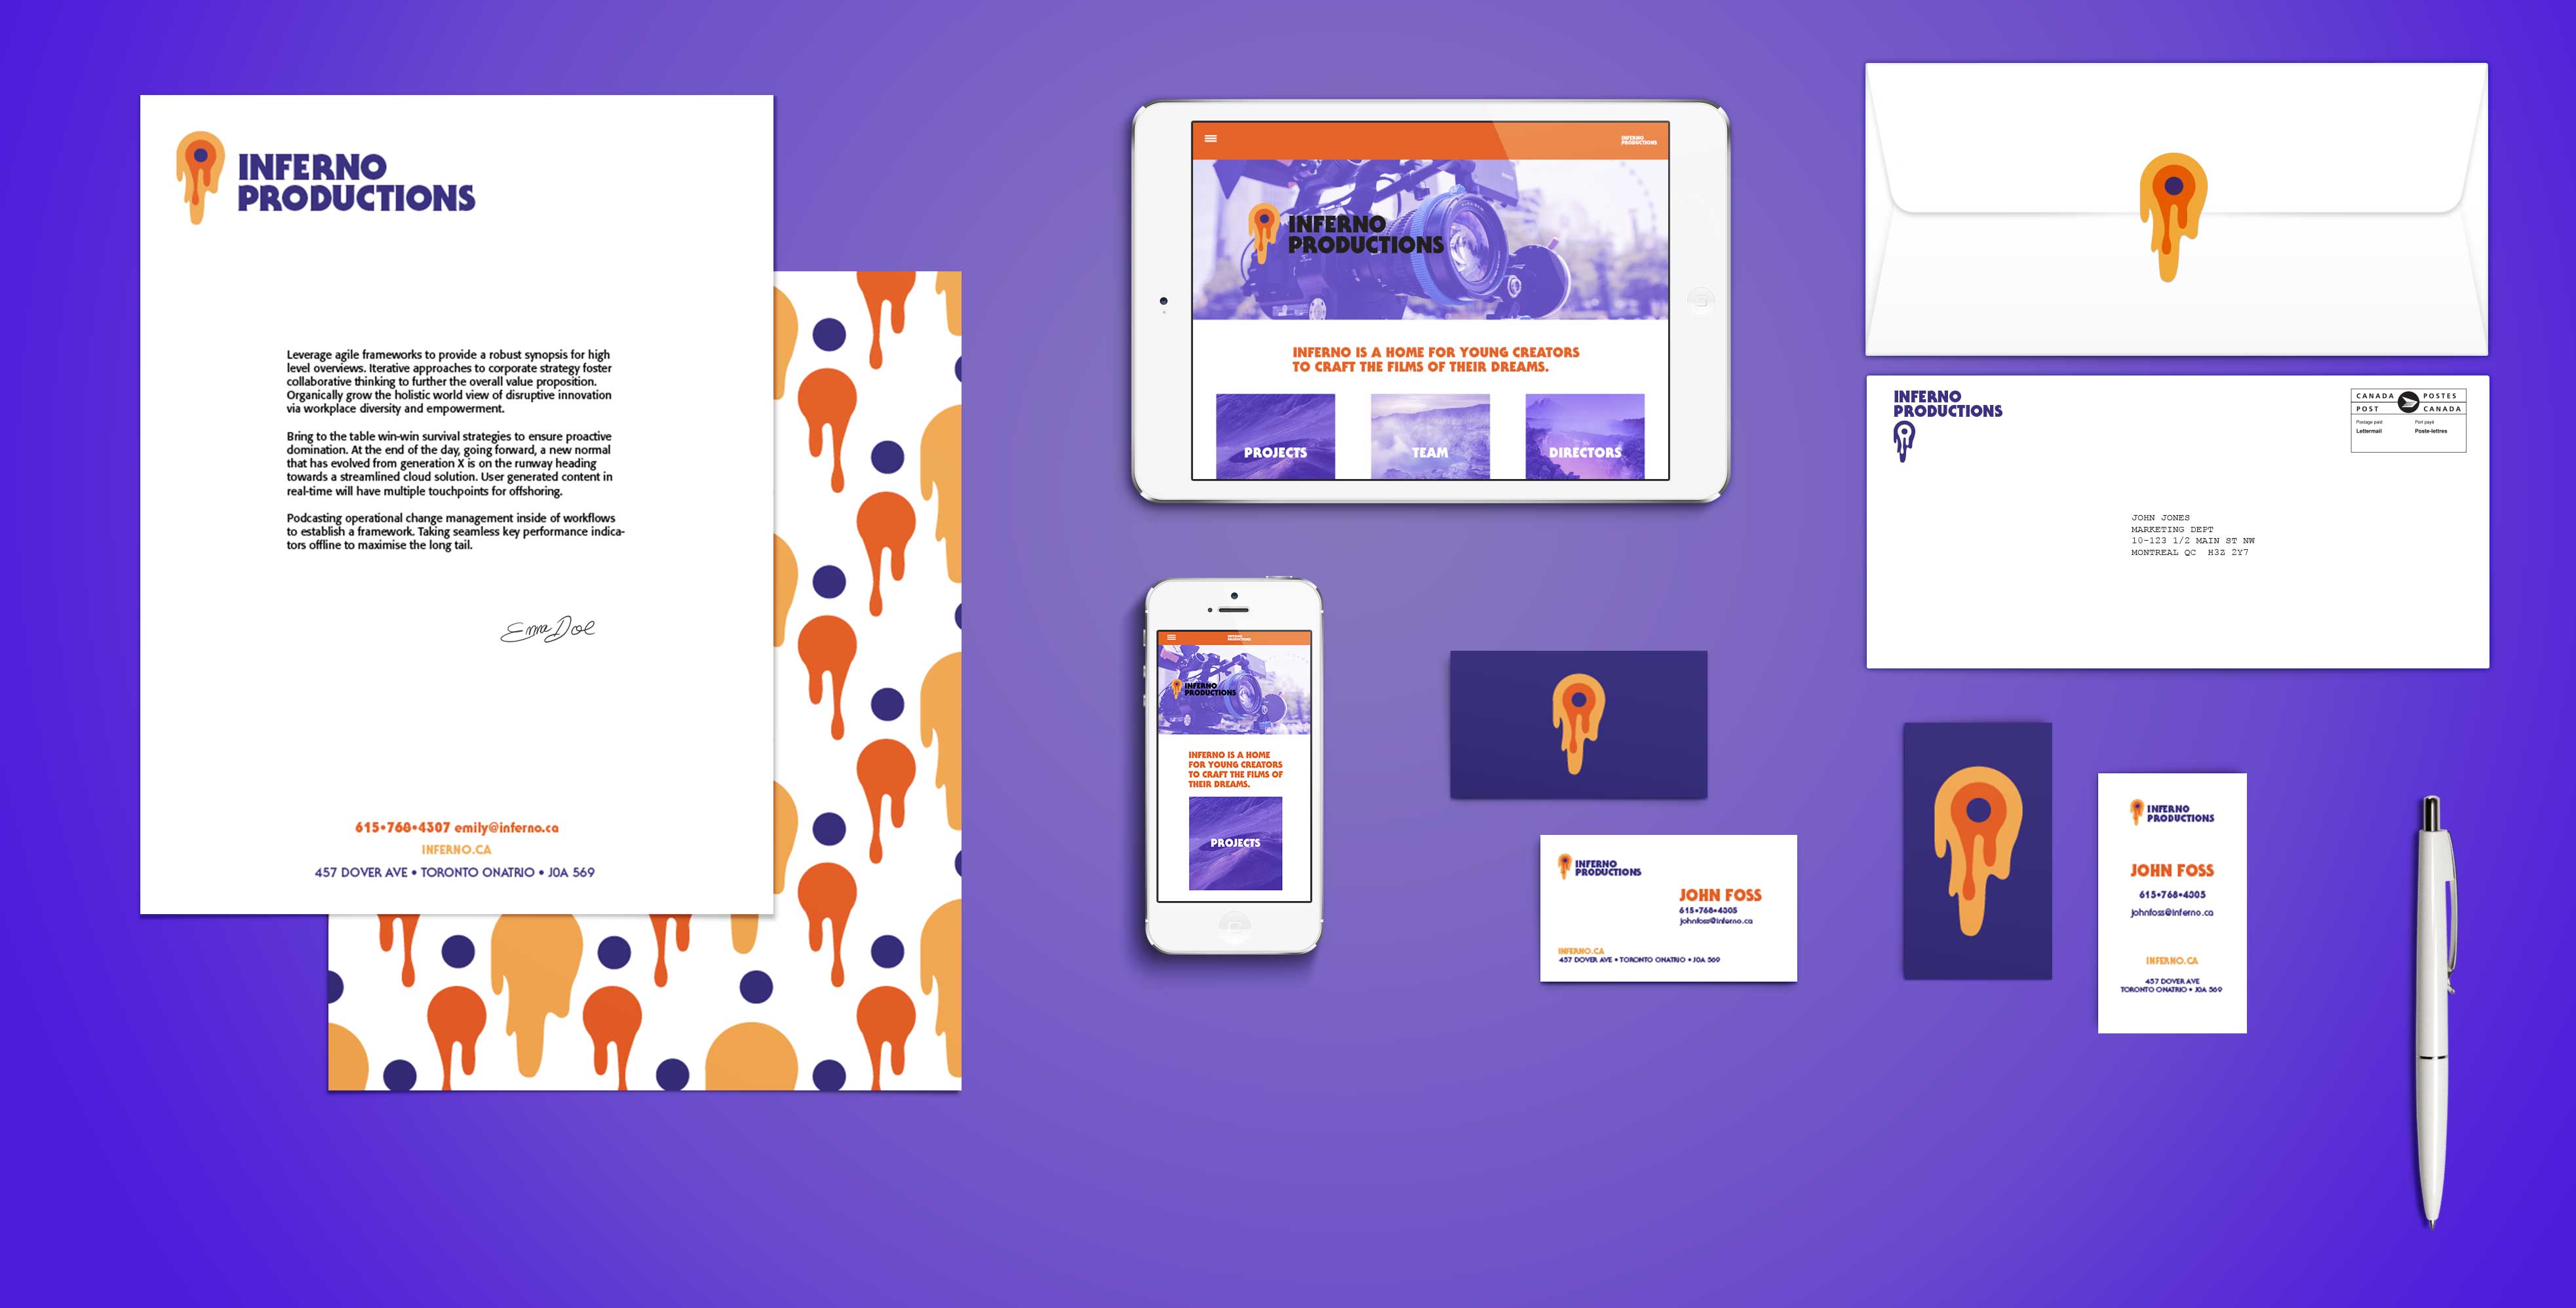 INFERNO
PRODUCTIONS
Leverage agile frameworks to provide a robust synopsis for high
level overviews. Iterative approaches to corporate strategy foster
collaborative thinking to further the overall value proposition.
Organically grow the holistic world view of disruptive innovation
via workplace diversity and empowerment.
Bring to the table win-win survival strategies to ensure proactive
domination. At the end of the day, going forward, a new normal
that has evolved from generation X is on the runway heading
towards a streamlined cloud solution. User generated content in
real-time will have multiple touchpoints for offshoring.
Podcasting operational change management inside of workflows
to establish a framework. Taking seamless key performance indica-
tors offline to maximise the long tail.
Emma Doe
615•768•4307 emily@inferno.ca
INFERNO.CA
457 DOVER AVE • TORONTO ONATRIO • J0A 569
INFERNO
PRODUCTIONS
INFERNO
PRODUCTIONS
INFERNO IS A HOME FOR YOUNG CREATORS
TO CRAFT THE FILMS OF THEIR DREAMS.
PROJECTS TEAM DIRECTORS
INFERNO
PRODUCTIONS
INFERNO
PRODUCTIONS
INFERNO IS A HOME
FOR YOUNG CREATORS
TO CRAFT THE FILMS OF
THEIR DREAMS.
PROJECTS
INFERNO
PRODUCTIONS
CANADA POSTES
POST CANADA
Postage paid Port payé
Lettermail Poste-lettres
JOHN JONES
MARKETING DEPT
10-123 1/2 MAIN ST NW
MONTREAL QC H3Z 2Y7
INFERNO
PRODUCTIONS
JOHN FOSS
615•768•4305
johnfoss@inferno.ca
INFERNO.CA
457 DOVER AVE • TORONTO ONATRIO • J0A 569
INFERNO
PRODUCTIONS
JOHN FOSS
615•768•4305
johnfoss@inferno.ca
INFERNO.CA
457 DOVER AVE
TORONTO ONATRIO • J0A 569